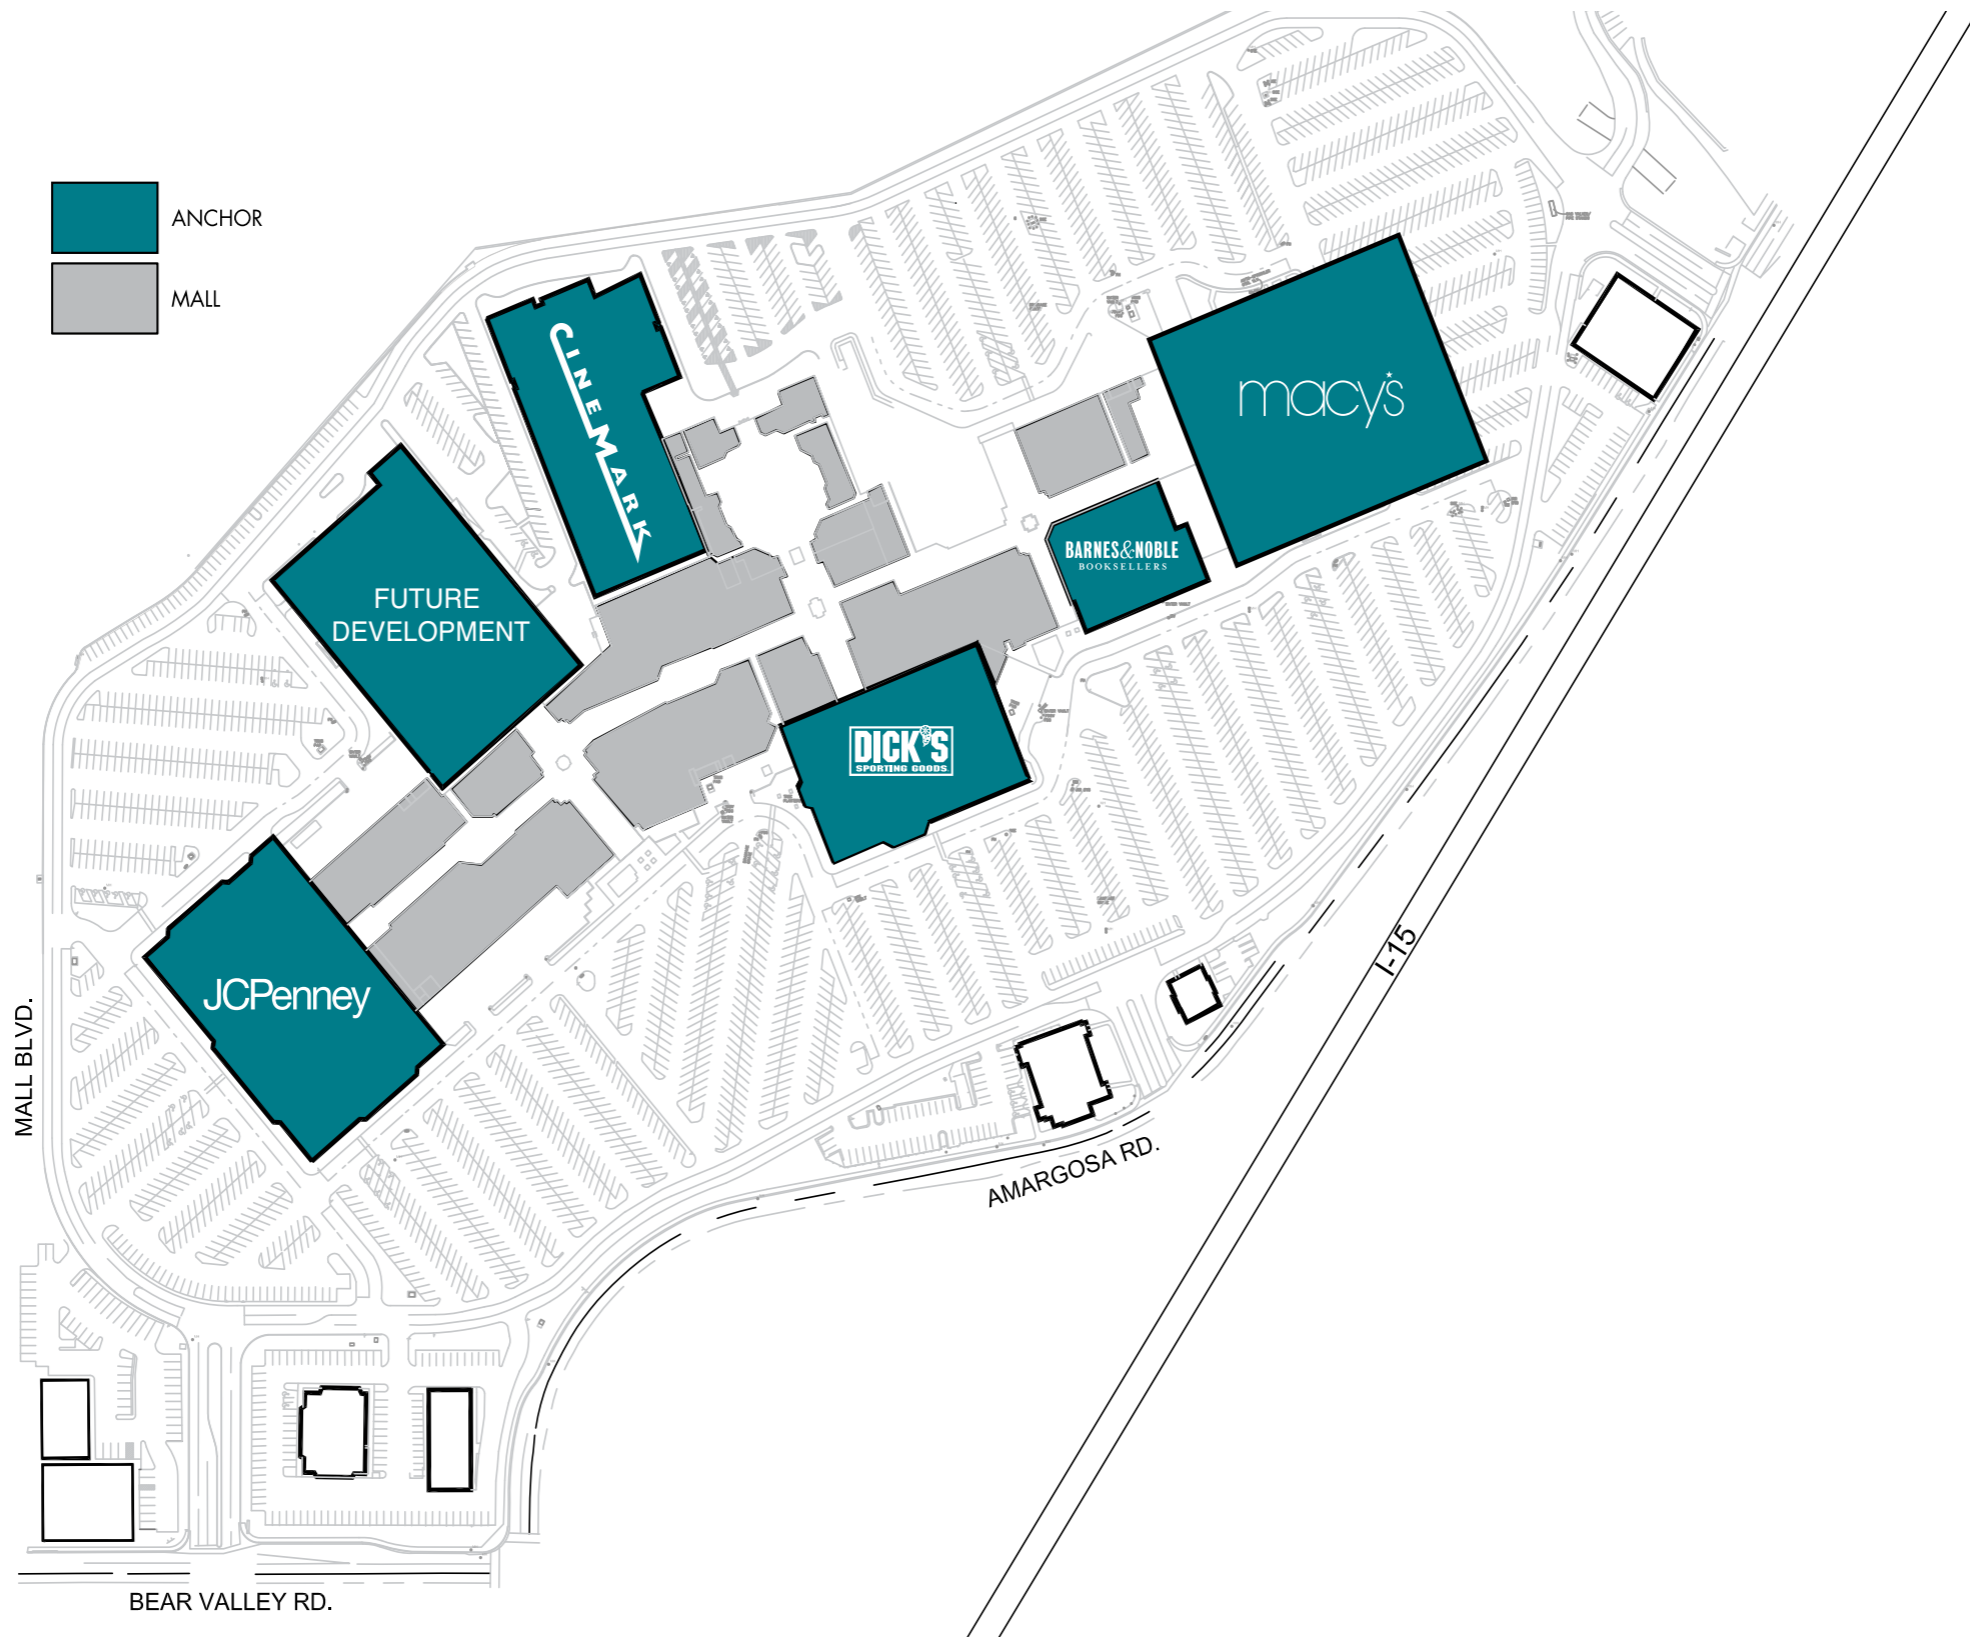 ANCHOR
MALL
CINEMARK
macy's
BARNES&NOBLE
BOOKSELLERS
FUTURE
DEVELOPMENT
DICK'S
SPORTING GOODS
JCPenney
I-15
MALL BLVD.
AMARGOSA RD.
BEAR VALLEY RD.